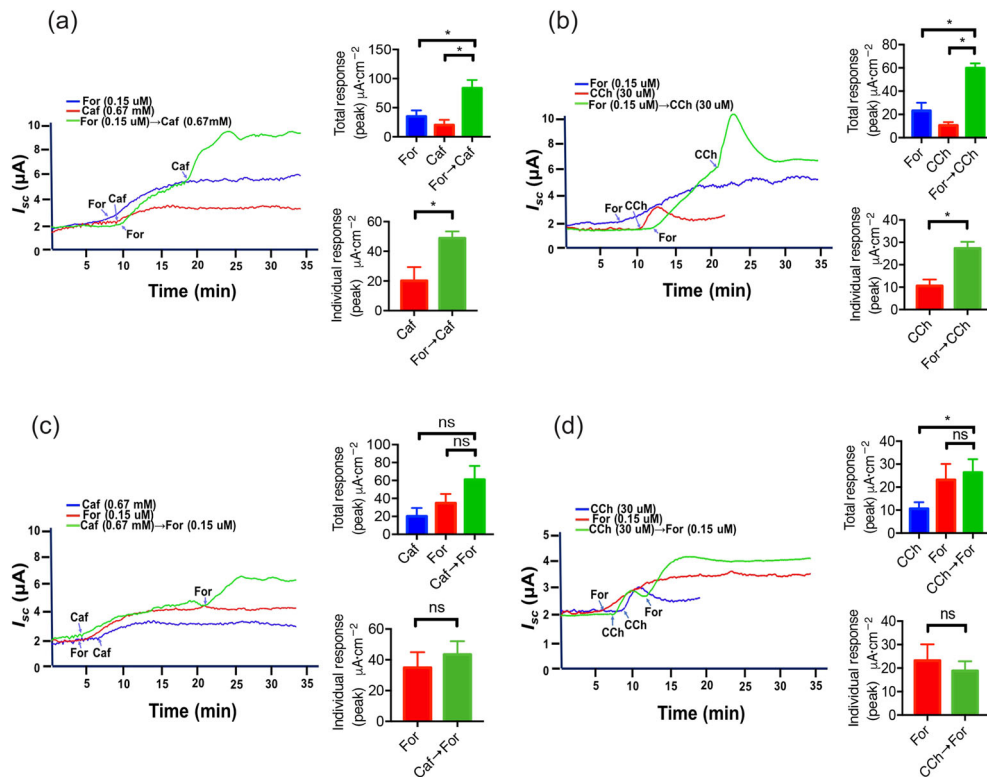 (a)
For (0.15 uM)
Caf (0.67 mM)
For (0.15 uM)→Caf (0.67mM)
Isc (µA)
10
8
6
4
2
0
Caf
For
Caf
For
5 10 15 20 25 30 35
Time (min)
Total response
(peak) µA·cm−2
150
100
50
0
*
*
For
Caf
For→Caf
Individual response
(peak) µA·cm−2
60
40
20
0
*
Caf
For→Caf
(b)
For (0.15 uM)
CCh (30 uM)
For (0.15 uM)→CCh (30 uM)
Isc (µA)
10
8
6
4
2
0
CCh
For
CCh
For
5 10 15 20 25 30 35
Time (min)
Total response
(peak) µA·cm−2
80
60
40
20
0
*
*
For
CCh
For→CCh
Individual response
(peak) µA·cm−2
40
30
20
10
0
*
CCh
For→CCh
(c)
Caf (0.67 mM)
For (0.15 uM)
Caf (0.67 mM)→For (0.15 uM)
Isc (µA)
10
8
6
4
2
0
For
Caf
For
Caf
5 10 15 20 25 30 35
Time (min)
Total response
(peak) µA·cm−2
100
80
60
40
20
0
ns
ns
Caf
For
Caf→For
Individual response
(peak) µA·cm−2
60
40
20
0
ns
For
Caf→For
(d)
CCh (30 uM)
For (0.15 uM)
CCh (30 uM)→For (0.15 uM)
Isc (µA)
5
4
3
2
1
For
For
CCh
CCh
5 10 15 20 25 30 35
Time (min)
Total response
(peak) µA·cm−2
40
30
20
10
0
*
ns
CCh
For
CCh→For
Individual response
(peak) µA·cm−2
40
30
20
10
0
ns
For
CCh→For